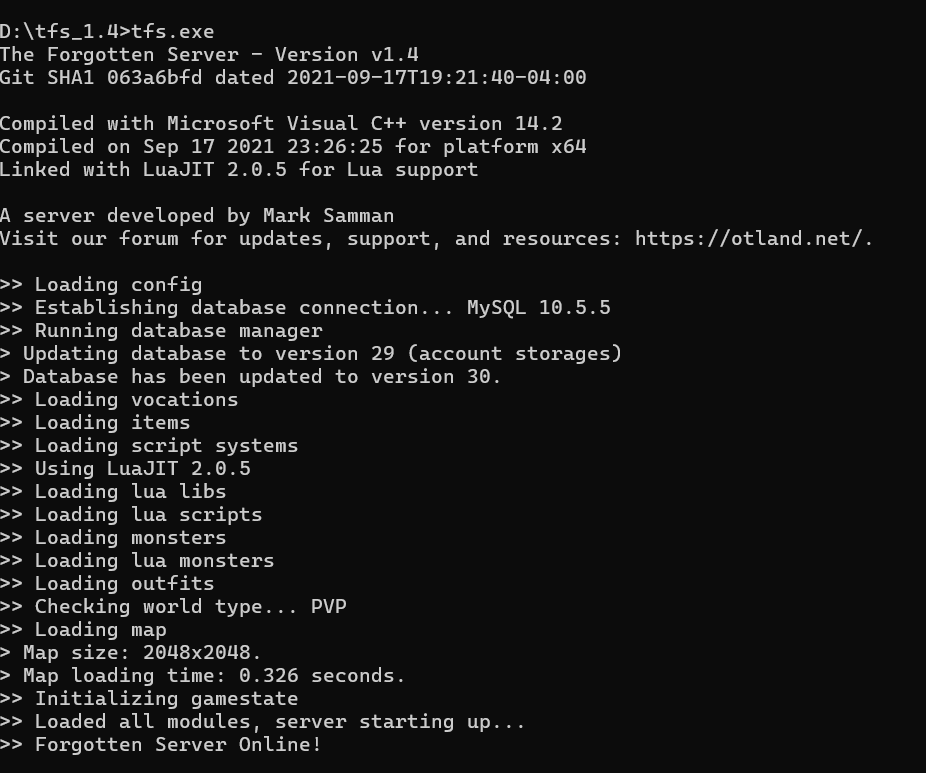 D:\tfs_1.4>tfs.exe
The Forgotten Server - Version v1.4
Git SHA1 063a6bfd dated 2021-09-17T19:21:40-04:00
Compiled with Microsoft Visual C++ version 14.2
Compiled on Sep 17 2021 23:26:25 for platform x64
Linked with LuaJIT 2.0.5 for Lua support
A server developed by Mark Samman
Visit our forum for updates, support, and resources: https://otland.net/.
>> Loading config
>> Establishing database connection... MySQL 10.5.5
>> Running database manager
> Updating database to version 29 (account storages)
> Database has been updated to version 30.
>> Loading vocations
>> Loading items
>> Loading script systems
>> Using LuaJIT 2.0.5
>> Loading lua libs
>> Loading lua scripts
>> Loading monsters
>> Loading lua monsters
>> Loading outfits
>> Checking world type... PVP
>> Loading map
> Map size: 2048x2048.
> Map loading time: 0.326 seconds.
>> Initializing gamestate
>> Loaded all modules, server starting up...
>> Forgotten Server Online!